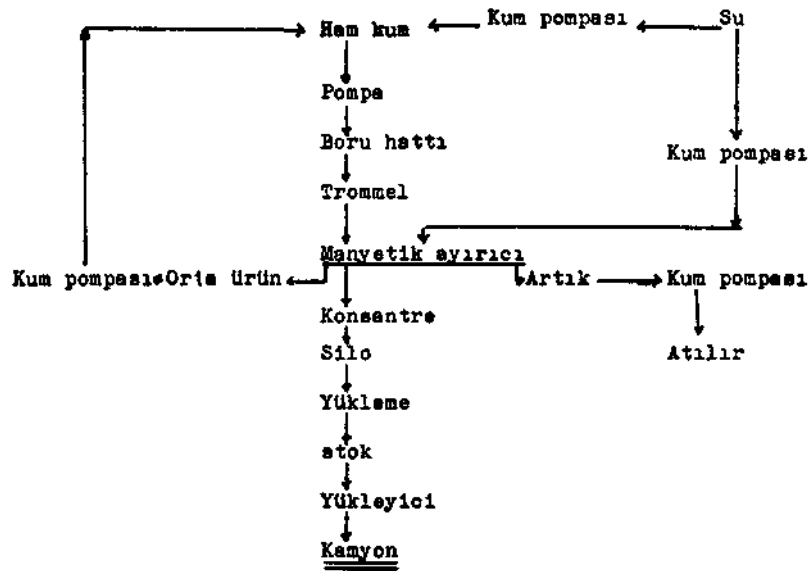 Kum pompası Su
Ham kum
Pompa
Boru hattı
Kum pompası
Trommel
Manyetik ayırıcı
Kum pompası Orta ürün Artık Kum pompası
Konsantre
Silo Atılır
Yükleme
stok
Yükleyici
Kamyon